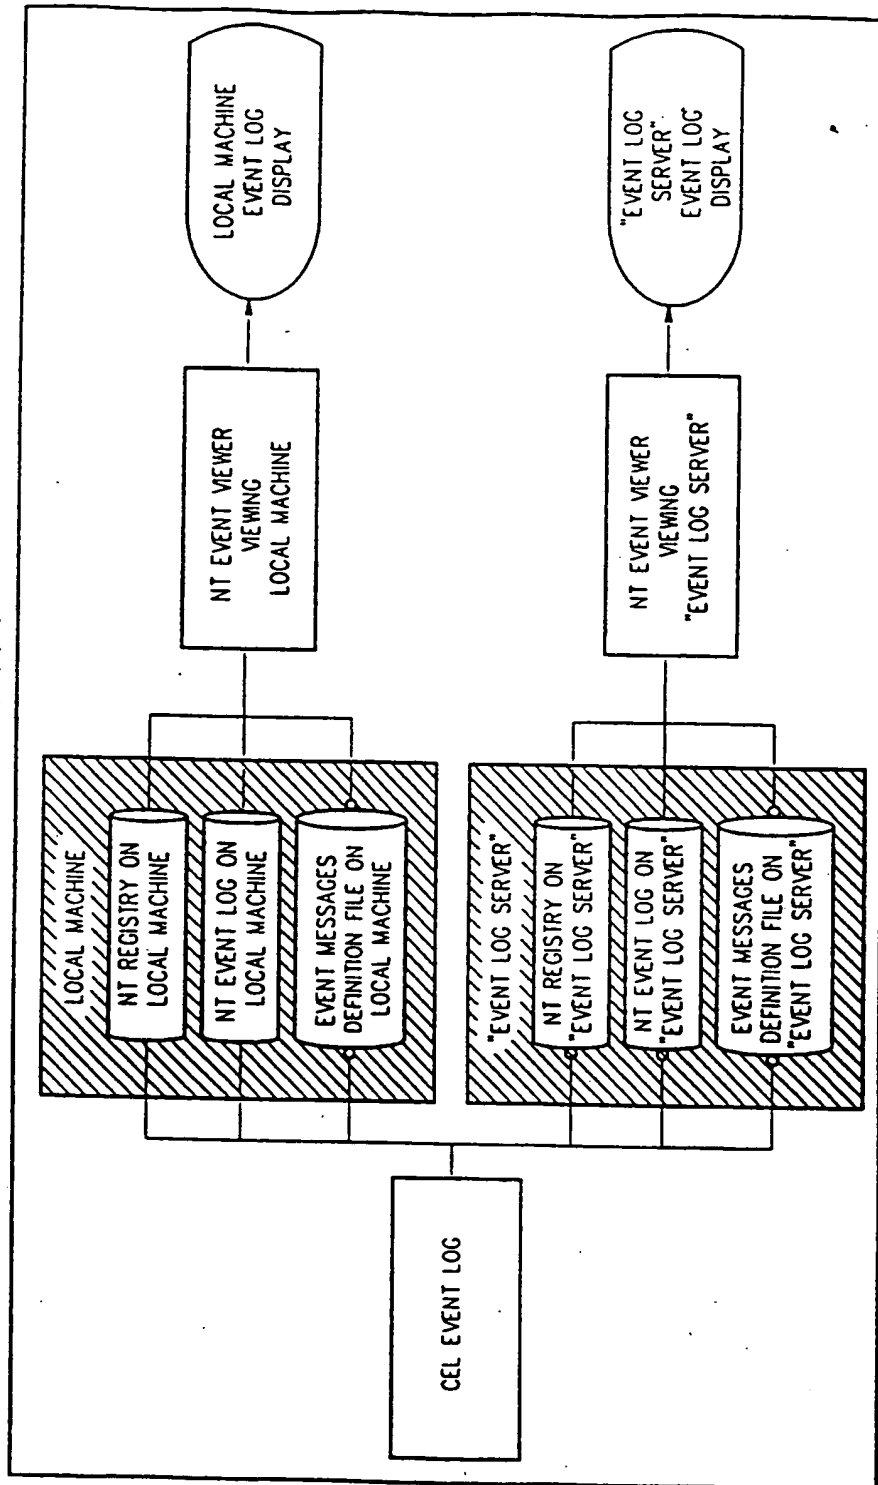 CEL EVENT LOG
LOCAL MACHINE
NT REGISTRY ON
LOCAL MACHINE
NT EVENT LOG ON
LOCAL MACHINE
EVENT MESSAGES
DEFINITION FILE ON
LOCAL MACHINE
"EVENT LOG SERVER"
NT REGISTRY ON
"EVENT LOG SERVER"
NT EVENT LOG ON
"EVENT LOG SERVER"
EVENT MESSAGES
DEFINITION FILE ON
"EVENT LOG SERVER"
NT EVENT VIEWER
VIEWING
LOCAL MACHINE
NT EVENT VIEWER
VIEWING
"EVENT LOG SERVER"
LOCAL MACHINE
EVENT LOG
DISPLAY
"EVENT LOG
SERVER"
EVENT LOG
DISPLAY